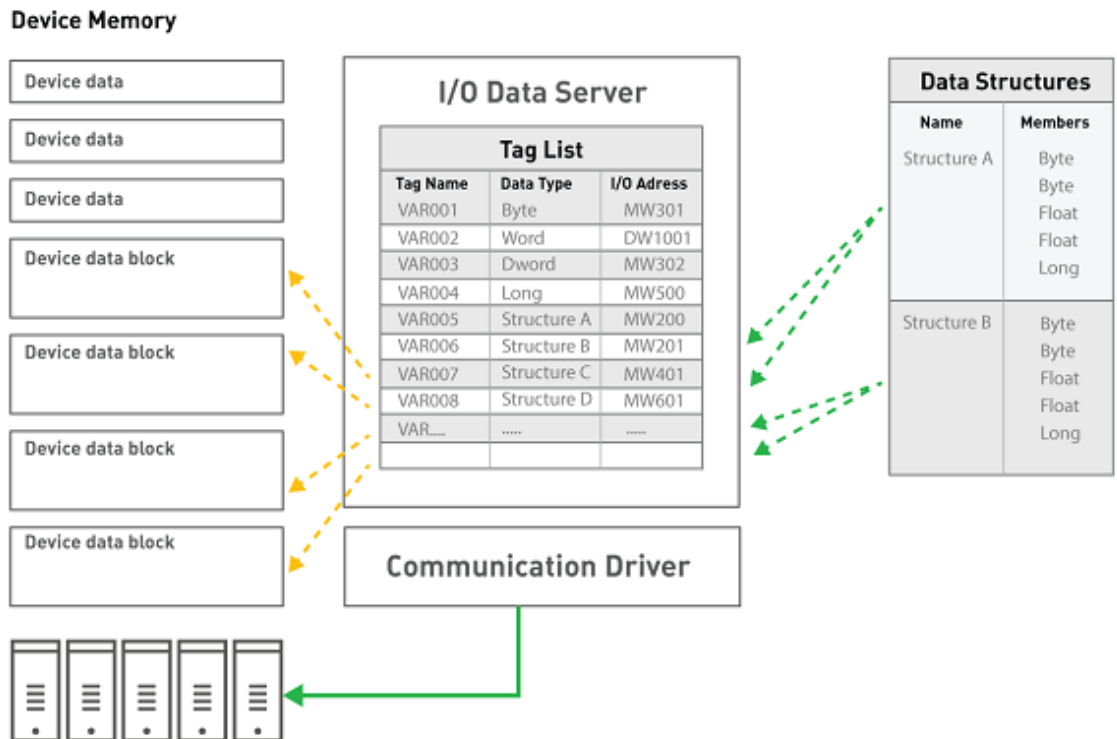 Device Memory
Device data
Device data
Device data
Device data block
Device data block
Device data block
Device data block
I/O Data Server
Tag List
Tag Name Data Type I/O Adress
VAR001 Byte MW301
VAR002 Word DW1001
VAR003 Dword MW302
VAR004 Long MW500
VAR005 Structure A MW200
VAR006 Structure B MW201
VAR007 Structure C MW401
VAR008 Structure D MW601
VAR.... ..... .....
Communication Driver
Data Structures
Name Members
Structure A Byte
Byte
Float
Float
Long
Structure B Byte
Byte
Float
Float
Long